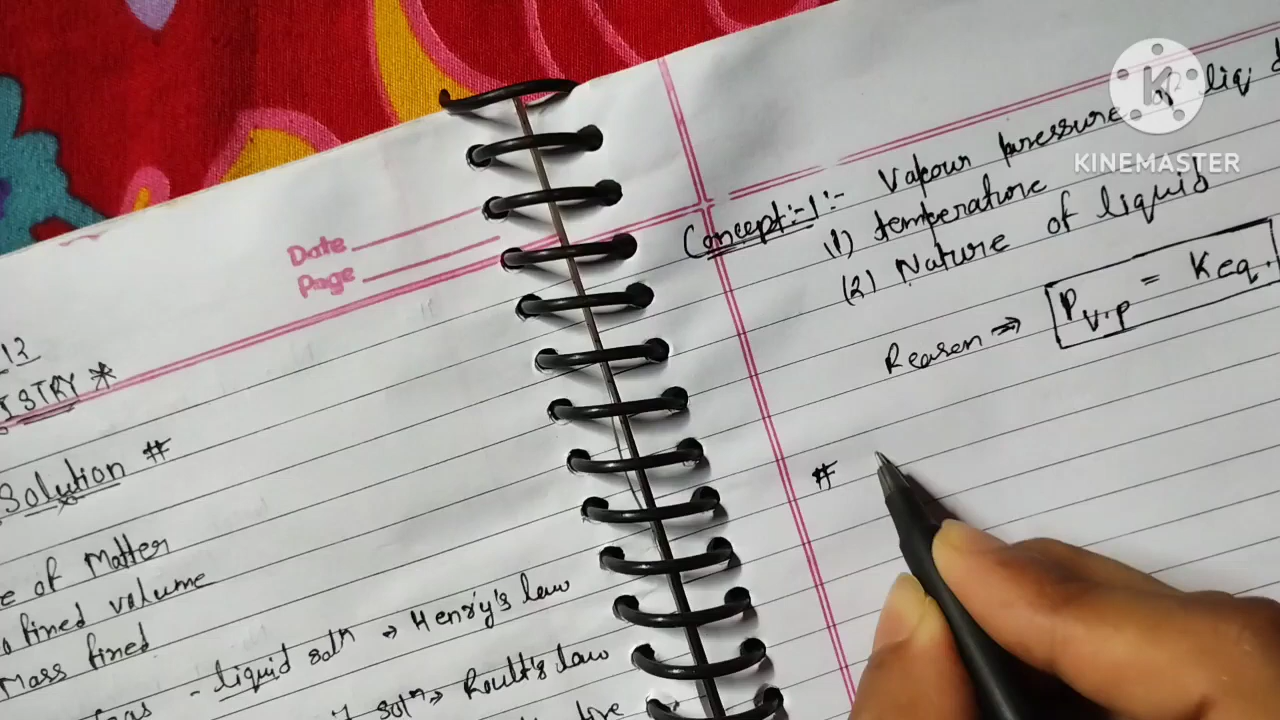 Date
Page
12
ISTRY *
Solution #
e of Matter
fixed volume
Mass fixed
- liquid solⁿ → Henry's law
solⁿ → Roult's law
Concept:-1:- Vapour pressure of liq.
(1) temperature
(2) Nature of liquid
Reason ⇒ P v.p = Keq.
#
KINEMASTER